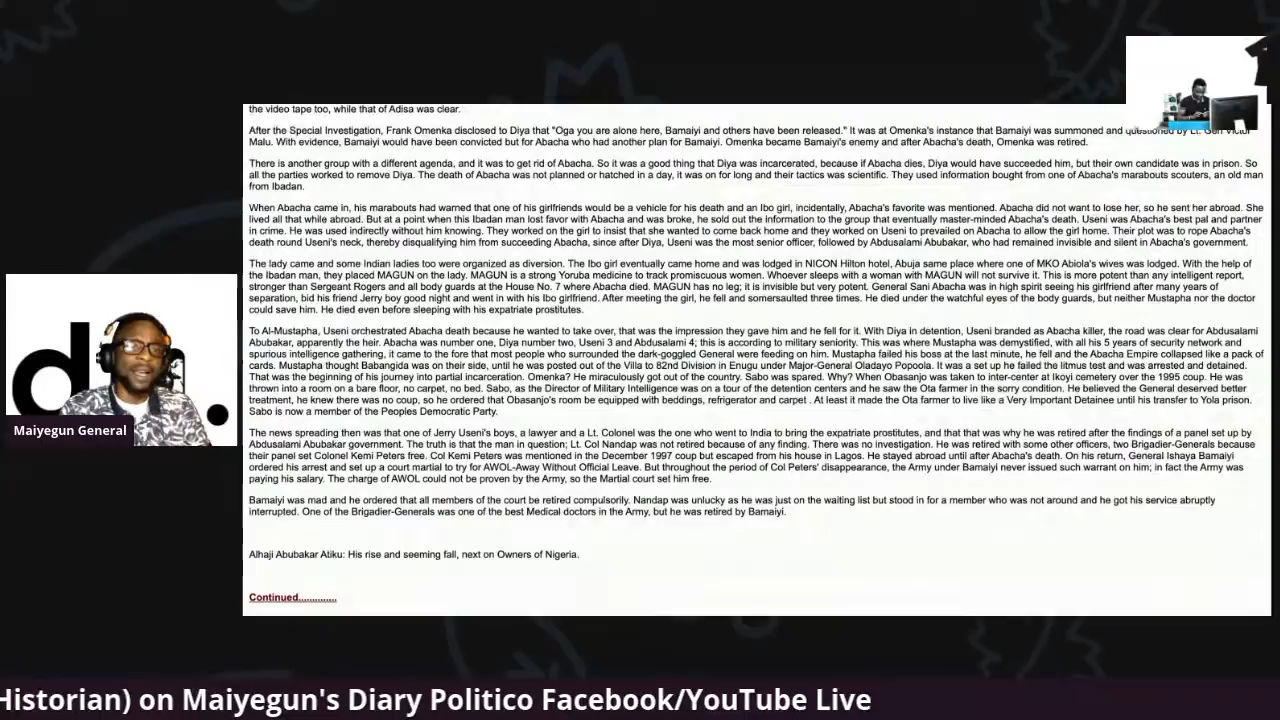 the video tape too, while that of Adisa was clear.
After the Special Investigation, Frank Omenka disclosed to Diya that "Oga you are alone here, Bamaiyi and others have been released." It was at Omenka's instance that Bamaiyi was summoned and questioned by Lt. Gen Victor
Malu. With evidence, Bamaiyi would have been convicted but for Abacha who had another plan for Bamaiyi. Omenka became Bamaiyi's enemy and after Abacha's death, Omenka was retired.
There is another group with a different agenda, and it was to get rid of Abacha. So it was a good thing that Diya was incarcerated, because if Abacha dies, Diya would have succeeded him, but their own candidate was in prison. So
all the parties worked to remove Diya. The death of Abacha was not planned or hatched in a day, it was on for long and their tactics was scientific. They used information bought from one of Abacha's marabouts scouters, an old man
from Ibadan.
When Abacha came in, his marabouts had warned that one of his girlfriends would be a vehicle for his death and an Ibo girl, incidentally, Abacha's favorite was mentioned. Abacha did not want to lose her, so he sent her abroad. She
lived all that while abroad. But at a point when this Ibadan man lost favor with Abacha and was broke, he sold out the information to the group that eventually master-minded Abacha's death. Useni was Abacha's best pal and partner
in crime. He was used indirectly without him knowing. They worked on the girl to insist that she wanted to come back home and they worked on Useni to prevailed on Abacha to allow the girl home. Their plot was to rope Abacha's
death round Useni's neck, thereby disqualifying him from succeeding Abacha, since after Diya, Useni was the most senior officer, followed by Abdusalami Abubakar, who had remained invisible and silent in Abacha's government.
The lady came and some Indian ladies too were organized as diversion. The Ibo girl eventually came home and was lodged in NICON Hilton hotel, Abuja same place where one of MKO Abiola's wives was lodged. With the help of
the Ibadan man, they placed MAGUN on the lady. MAGUN is a strong Yoruba medicine to track promiscuous women. Whoever sleeps with a woman with MAGUN will not survive it. This is more potent than any intelligent report,
stronger than Sergeant Rogers and all body guards at the House No. 7 where Abacha died. MAGUN has no leg; it is invisible but very potent. General Sani Abacha was in high spirit seeing his girlfriend after many years of
separation, bid his friend Jerry boy good night and went in with his Ibo girlfriend. After meeting the girl, he fell and somersaulted three times. He died under the watchful eyes of the body guards, but neither Mustapha nor the doctor
could save him. He died even before sleeping with his expatriate prostitutes.
To Al-Mustapha, Useni orchestrated Abacha death because he wanted to take over, that was the impression they gave him and he fell for it. With Diya in detention, Useni branded as Abacha killer, the road was clear for Abdusalami
Abubakar, apparently the heir. Abacha was number one, Diya number two, Useni 3 and Abdusalami 4; this is according to military seniority. This was where Mustapha was demystified, with all his 5 years of security network and
spurious intelligence gathering, it came to the fore that most people who surrounded the dark-goggled General were feeding on him. Mustapha failed his boss at the last minute, he fell and the Abacha Empire collapsed like a pack of
cards. Mustapha thought Babangida was on their side, until he was posted out of the Villa to 82nd Division in Enugu under Major-General Oladayo Popoola. It was a set up he failed the litmus test and was arrested and detained.
That was the beginning of his journey into partial incarceration. Omenka? He miraculously got out of the country. Sabo was spared. Why? When Obasanjo was taken to inter-center at Ikoyi cemetery over the 1995 coup. He was
thrown into a room on a bare floor, no carpet, no bed. Sabo, as the Director of Military Intelligence was on a tour of the detention centers and he saw the Ota farmer in the sorry condition. He believed the General deserved better
treatment, he knew there was no coup, so he ordered that Obasanjo's room be equipped with beddings, refrigerator and carpet . At least it made the Ota farmer to live like a Very Important Detainee until his transfer to Yola prison.
Sabo is now a member of the Peoples Democratic Party.
The news spreading then was that one of Jerry Useni's boys, a lawyer and a Lt. Colonel was the one who went to India to bring the expatriate prostitutes, and that that was why he was retired after the findings of a panel set up by
Abdusalami Abubakar government. The truth is that the man in question; Lt. Col Nandap was not retired because of any finding. He was retired with some other officers, two Brigadier-Generals because
their panel set Colonel Kemi Peters free. Col Kemi Peters was mentioned in the December 1997 coup but escaped from his house in Lagos. He stayed abroad until after Abacha's death. On his return, General Ishaya Bamaiyi
ordered his arrest and set up a court martial to try for AWOL-Away Without Official Leave. But throughout the period of Col Peters' disappearance, the Army under Bamaiyi never issued such warrant on him; in fact the Army was
paying his salary. The charge of AWOL could not be proven by the Army, so the Martial court set him free.
Bamaiyi was mad and he ordered that all members of the court be retired compulsorily. Nandap was unlucky as he was just on the waiting list but stood in for a member who was not around and he got his service abruptly
interrupted. One of the Brigadier-Generals was one of the best Medical doctors in the Army, but he was retired by Bamaiyi.
Alhaji Abubakar Atiku: His rise and seeming fall, next on Owners of Nigeria.
Continued..............
Maiyegun General
Historian) on Maiyegun's Diary Politico Facebook/YouTube Live